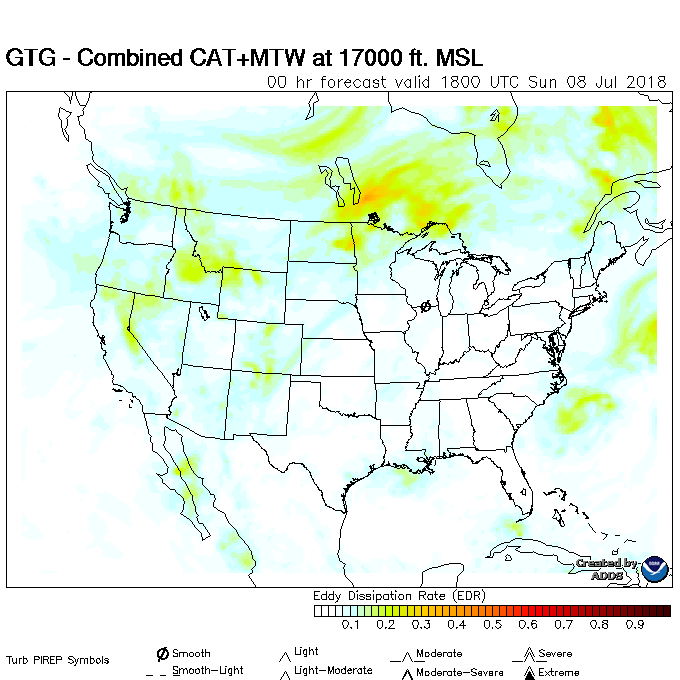 GTG - Combined CAT+MTW at 17000 ft. MSL
00 hr forecast valid 1800 UTC Sun 08 Jul 2018
Created by
ADDS
Eddy Dissipation Rate (EDR)
0.1 0.2 0.3 0.4 0.5 0.6 0.7 0.8 0.9
Turb PIREP Symbols
Smooth Light Moderate Severe
Smooth-Light Light-Moderate Moderate-Severe Extreme